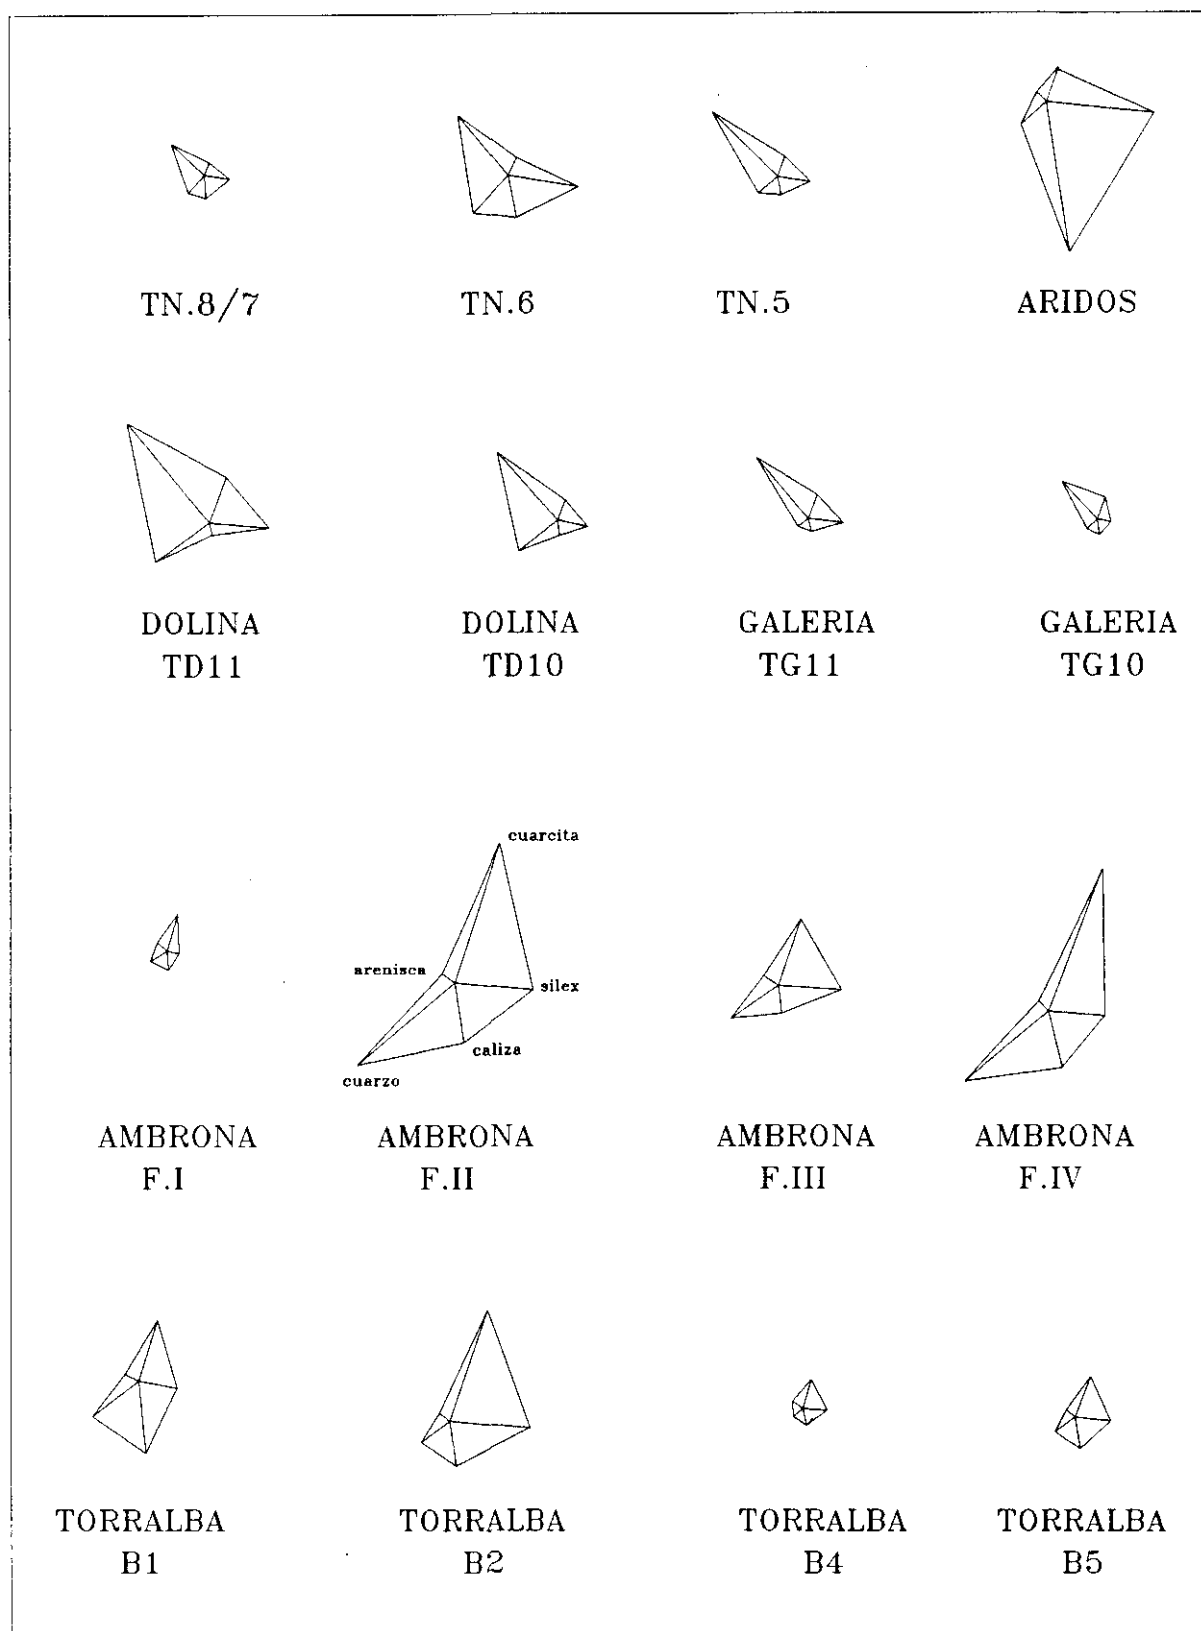 TN.8/7 TN.6 TN.5 ARIDOS
DOLINA DOLINA GALERIA GALERIA
TD11 TD10 TG11 TG10
cuarcita
arenisca
silex
caliza
cuarzo
AMBRONA AMBRONA AMBRONA AMBRONA
F.I F.II F.III F.IV
TORRALBA TORRALBA TORRALBA TORRALBA
B1 B2 B4 B5